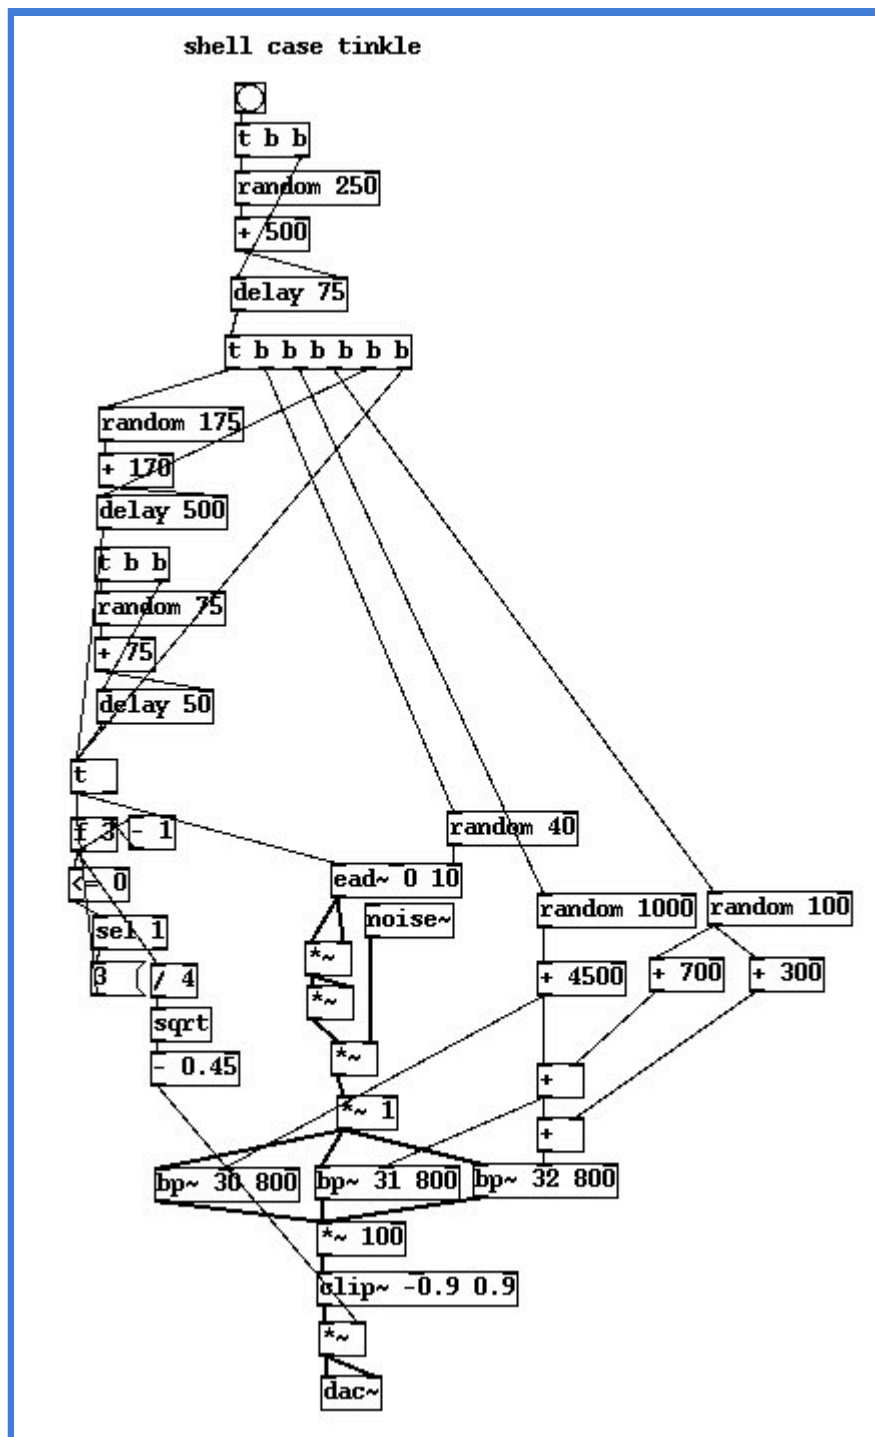 shell case tinkle
t b b
random 250
+ 500
delay 75
t b b b b b b
random 175
+ 170
delay 500
t b b
random 75
+ 75
delay 50
t
f 3
- 1
random 40
<= 0
ead~ 0 10
noise~
random 1000
random 100
sel 1
*~
3
/ 4
*~
+ 4500
+ 700
+ 300
sqrt
*~
- 0.45
+
*~ 1
+
bp~ 30 800
bp~ 31 800
bp~ 32 800
*~ 100
clip~ -0.9 0.9
*~
dac~